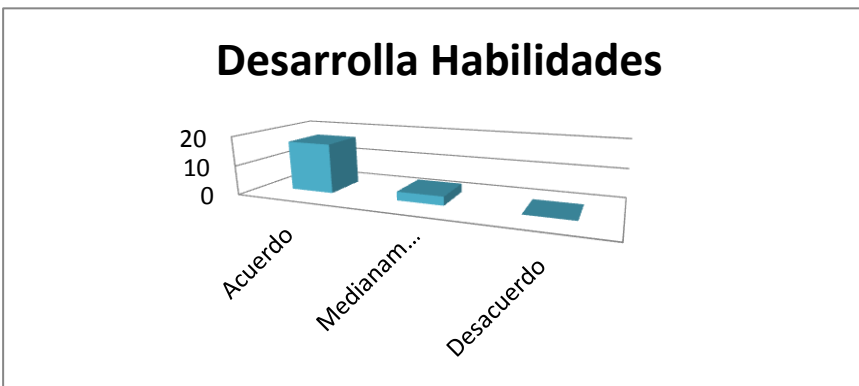 Desarrolla Habilidades
20
10
0
Acuerdo
Medianam...
Desacuerdo